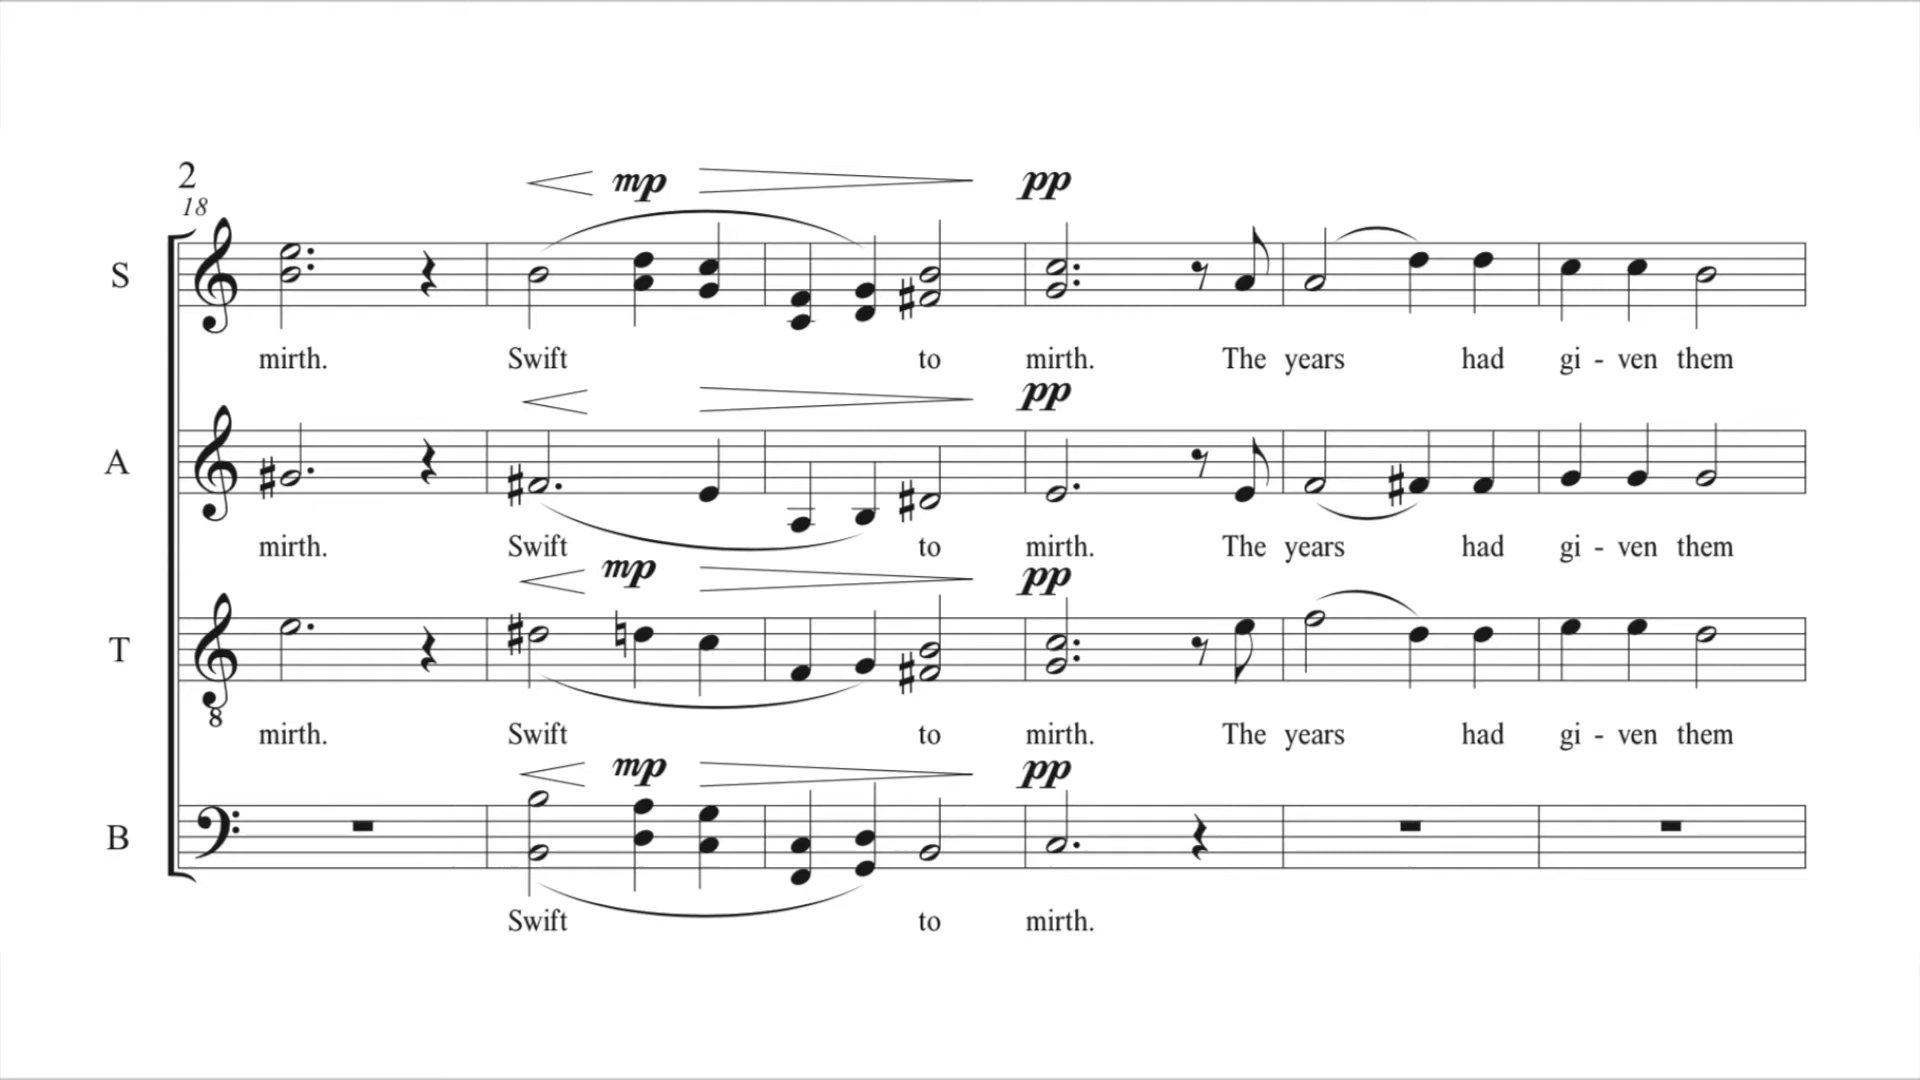 2
18
mp pp
S
mirth. Swift to mirth. The years had gi - ven them
pp
A
mirth. Swift to mirth. The years had gi - ven them
mp pp
T
8
mirth. Swift to mirth. The years had gi - ven them
mp pp
B
Swift to mirth.